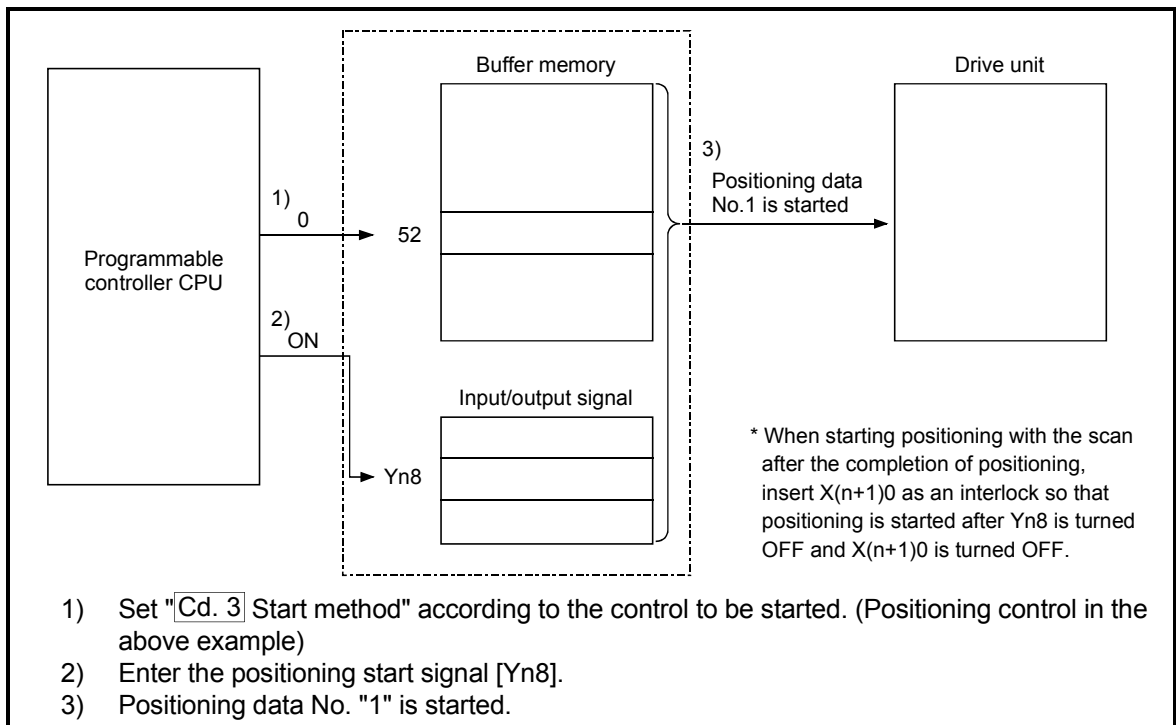 Buffer memory
Drive unit
3)
Positioning data
No.1 is started
1)
0
52
Programmable
controller CPU
2)
ON
Input/output signal
Yn8
* When starting positioning with the scan
after the completion of positioning,
insert X(n+1)0 as an interlock so that
positioning is started after Yn8 is turned
OFF and X(n+1)0 is turned OFF.
1) Set "Cd. 3 Start method" according to the control to be started. (Positioning control in the
above example)
2) Enter the positioning start signal [Yn8].
3) Positioning data No. "1" is started.